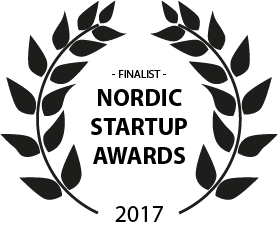 - FINALIST -
NORDIC
STARTUP
AWARDS
2017